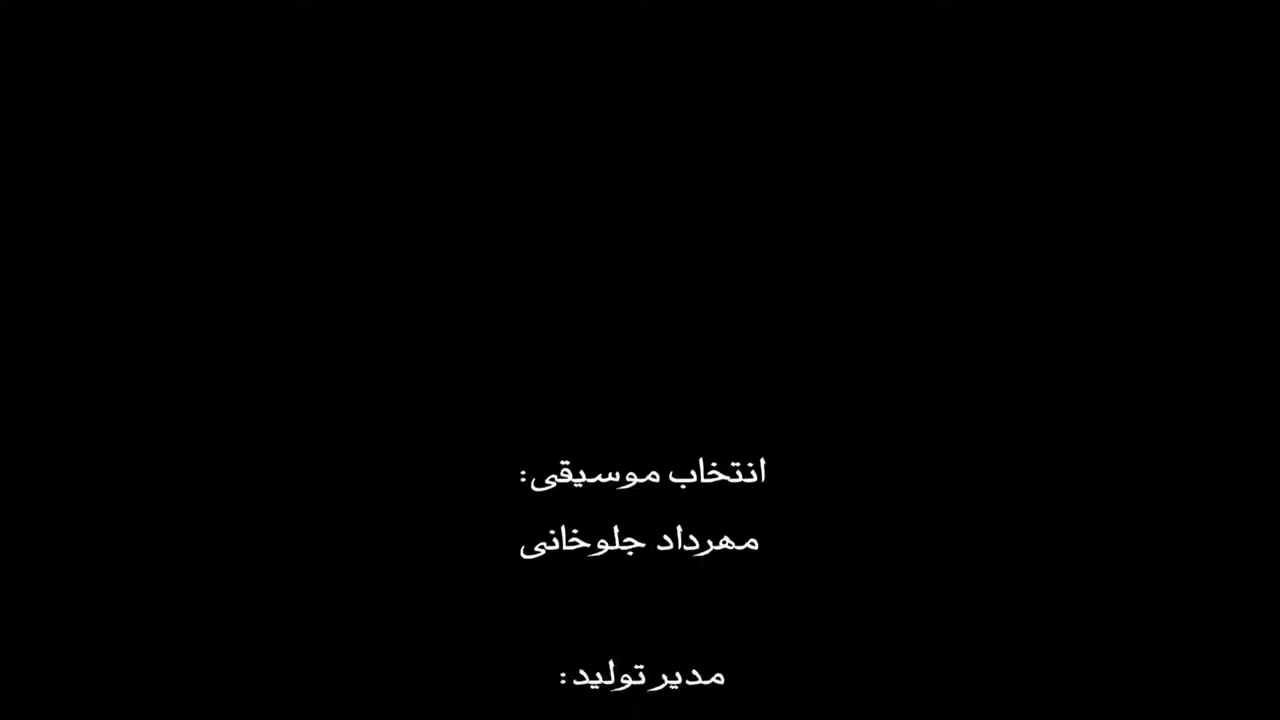 انتخاب موسیقی:
مهرداد جلوخانی
مدیر تولید: